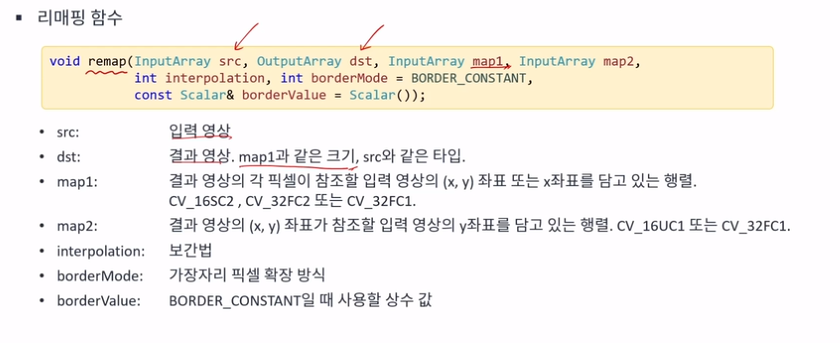 ▪ 리매핑 함수
void remap(InputArray src, OutputArray dst, InputArray map1, InputArray map2,
int interpolation, int borderMode = BORDER_CONSTANT,
const Scalar& borderValue = Scalar());
• src: 입력 영상
• dst: 결과 영상. map1과 같은 크기, src와 같은 타입.
• map1: 결과 영상의 각 픽셀이 참조할 입력 영상의 (x, y) 좌표 또는 x좌표를 담고 있는 행렬.
CV_16SC2 , CV_32FC2 또는 CV_32FC1.
• map2: 결과 영상의 (x, y) 좌표가 참조할 입력 영상의 y좌표를 담고 있는 행렬. CV_16UC1 또는 CV_32FC1.
• interpolation: 보간법
• borderMode: 가장자리 픽셀 확장 방식
• borderValue: BORDER_CONSTANT일 때 사용할 상수 값